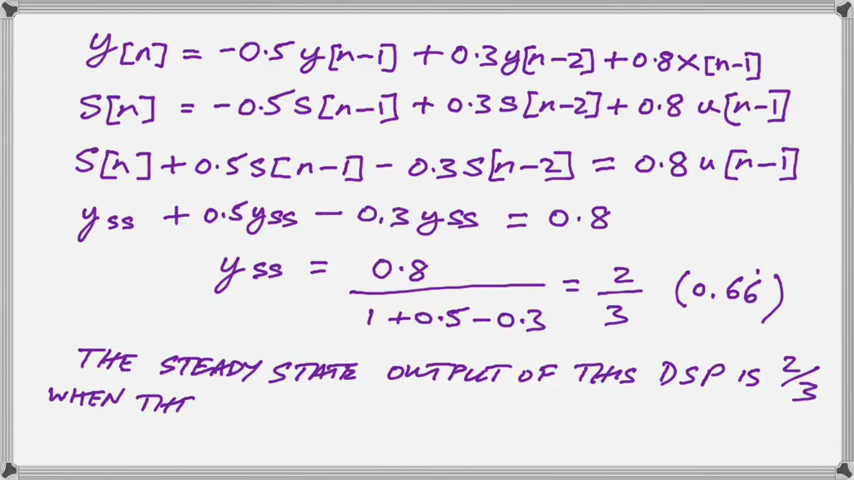 y[n] = -0.5y[n-1] + 0.3y[n-2] + 0.8x[n-1]
S[n] = -0.5S[n-1] + 0.3S[n-2] + 0.8u[n-1]
S[n] + 0.5S[n-1] - 0.3S[n-2] = 0.8u[n-1]
yss + 0.5yss - 0.3yss = 0.8
yss = 0.8 / (1+0.5-0.3) = 2/3 (0.66̇)
THE STEADY STATE OUTPUT OF THIS DSP IS 2/3
WHEN TH